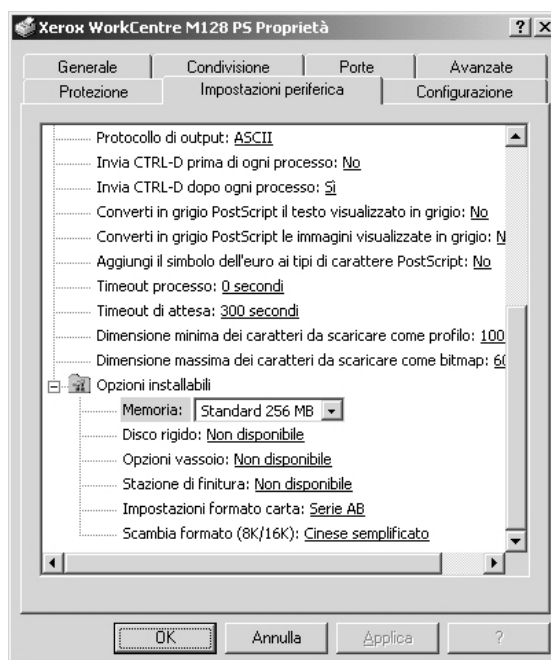 Xerox WorkCentre M128 PS Proprietà
Generale Condivisione Porte Avanzate
Protezione Impostazioni periferica Configurazione
Protocollo di output: ASCII
Invia CTRL-D prima di ogni processo: No
Invia CTRL-D dopo ogni processo: Sì
Converti in grigio PostScript il testo visualizzato in grigio: No
Converti in grigio PostScript le immagini visualizzate in grigio: N
Aggiungi il simbolo dell'euro ai tipi di carattere PostScript: No
Timeout processo: 0 secondi
Timeout di attesa: 300 secondi
Dimensione minima dei caratteri da scaricare come profilo: 100
Dimensione massima dei caratteri da scaricare come bitmap: 60
Opzioni installabili
Memoria: Standard 256 MB
Disco rigido: Non disponibile
Opzioni vassoio: Non disponibile
Stazione di finitura: Non disponibile
Impostazioni formato carta: Serie AB
Scambia formato (8K/16K): Cinese semplificato
OK Annulla Applica ?